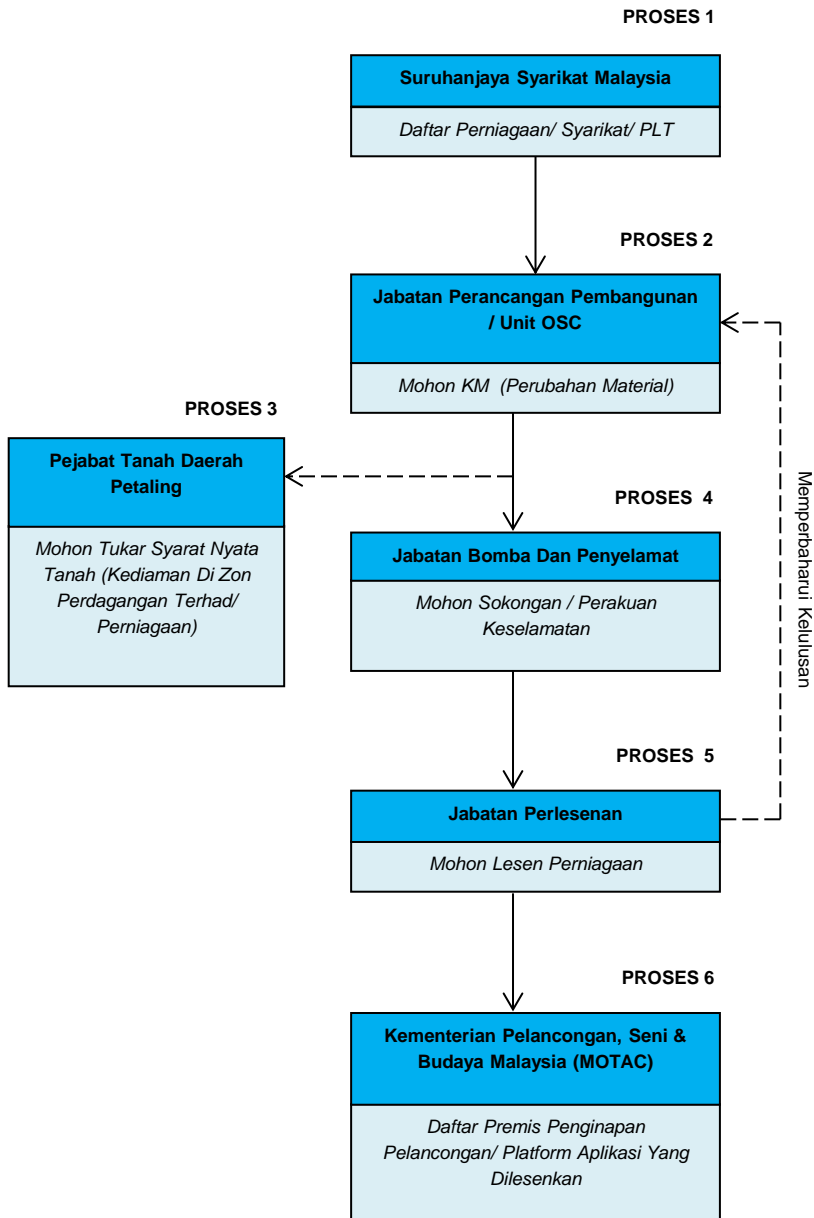 PROSES 1
Suruhanjaya Syarikat Malaysia
Daftar Perniagaan/ Syarikat/ PLT
PROSES 2
Jabatan Perancangan Pembangunan
/ Unit OSC
Mohon KM (Perubahan Material)
PROSES 3
Pejabat Tanah Daerah
Petaling
Mohon Tukar Syarat Nyata
Tanah (Kediaman Di Zon
Perdagangan Terhad/
Perniagaan)
PROSES 4
Jabatan Bomba Dan Penyelamat
Mohon Sokongan / Perakuan
Keselamatan
Memperbaharui Kelulusan
PROSES 5
Jabatan Perlesenan
Mohon Lesen Perniagaan
PROSES 6
Kementerian Pelancongan, Seni &
Budaya Malaysia (MOTAC)
Daftar Premis Penginapan
Pelancongan/ Platform Aplikasi Yang
Dilesenkan